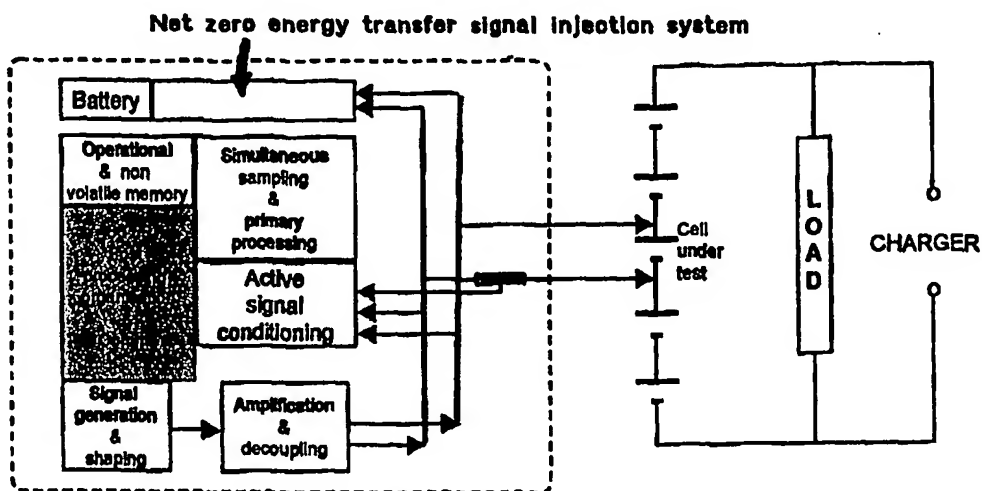 Net zero energy transfer signal injection system
Battery
Operational
& non
volatile memory
Simultaneous
sampling
&
primary
processing
Active
signal
conditioning
Signal
generation
&
shaping
Amplification
&
decoupling
Cell
under
test
LOAD
CHARGER